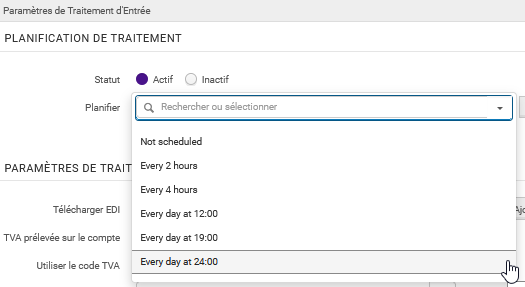 Paramètres de Traitement d'Entrée
PLANIFICATION DE TRAITEMENT
Statut Actif Inactif
Planifier Rechercher ou sélectionner
Not scheduled
Every 2 hours
Every 4 hours
PARAMÈTRES DE TRAIT
Télécharger EDI Every day at 12:00
TVA prélevée sur le compte Every day at 19:00
Utiliser le code TVA Every day at 24:00